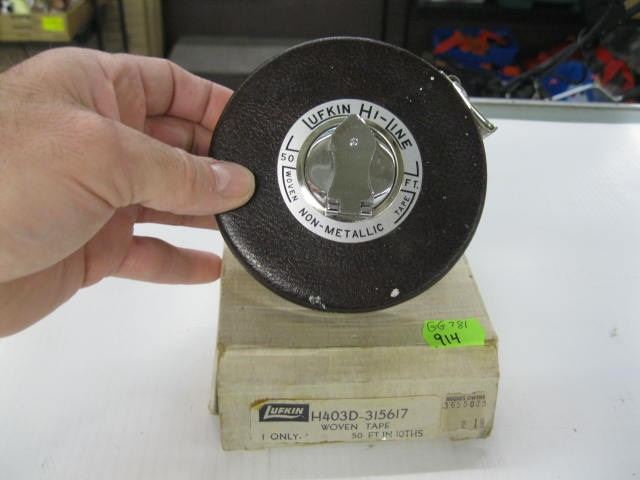 LUFKIN HI-LINE
50 FT.
WOVEN TAPE
NON-METALLIC
GG 781
914
LUFKIN H403D-315617
WOVEN TAPE
1 ONLY. 50 FT IN 10THS